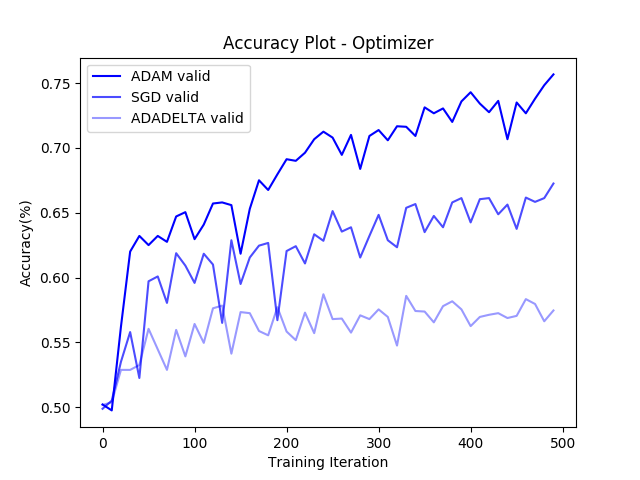 Accuracy Plot - Optimizer
ADAM valid
SGD valid
ADADELTA valid
Accuracy(%)
0.75
0.70
0.65
0.60
0.55
0.50
0 100 200 300 400 500
Training Iteration